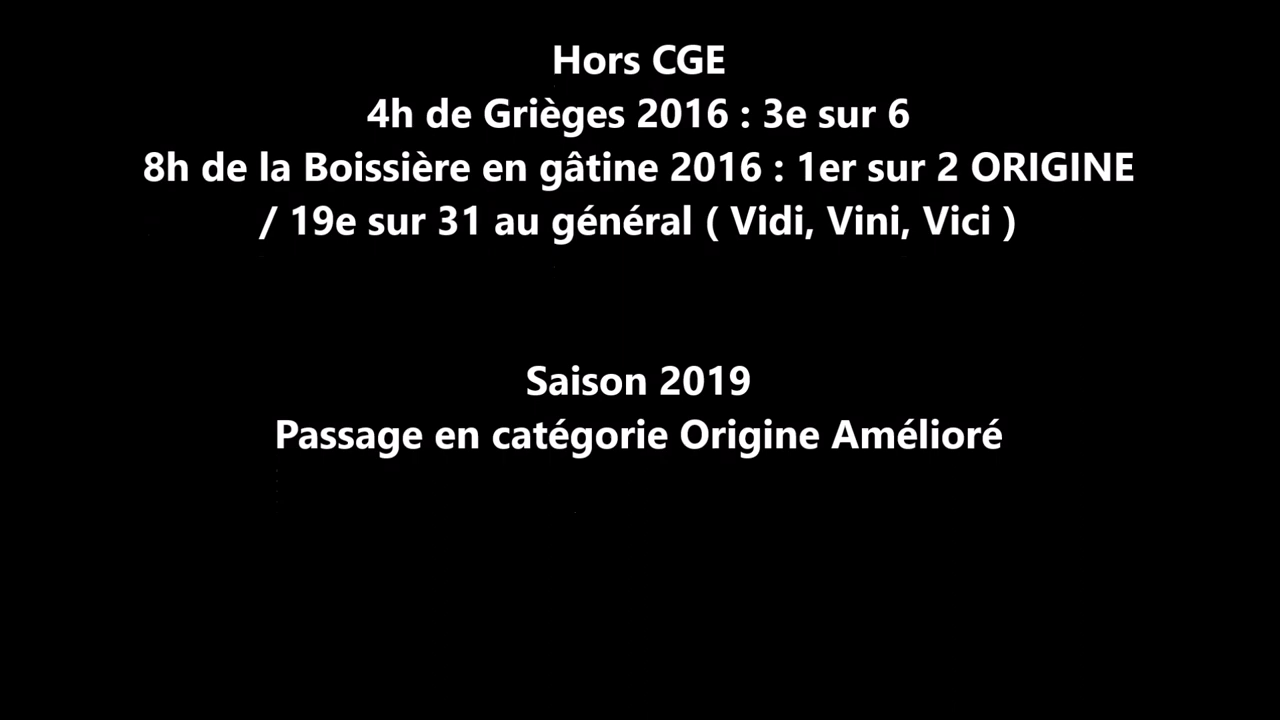 Hors CGE
4h de Grièges 2016 : 3e sur 6
8h de la Boissière en gâtine 2016 : 1er sur 2 ORIGINE
/ 19e sur 31 au général ( Vidi, Vini, Vici )
Saison 2019
Passage en catégorie Origine Amélioré